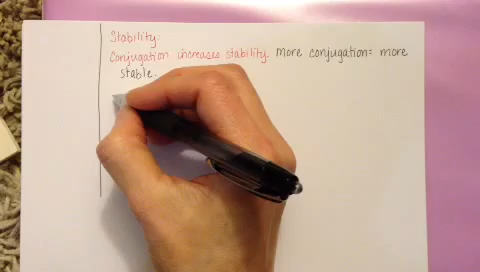 Stability:
Conjugation increases stability. more conjugation = more
stable.